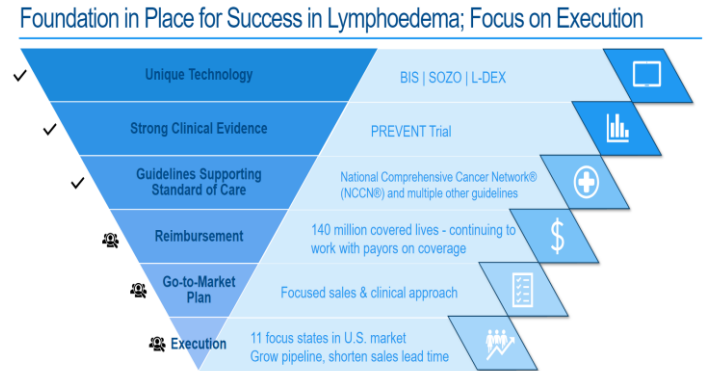 Foundation in Place for Success in Lymphoedema; Focus on Execution
Unique Technology
BIS | SOZO | L-DEX
Strong Clinical Evidence
PREVENT Trial
Guidelines Supporting
Standard of Care
National Comprehensive Cancer Network®
(NCCN®) and multiple other guidelines
Reimbursement
140 million covered lives - continuing to
work with payors on coverage
$
Go-to-Market
Plan
Focused sales & clinical approach
Execution
11 focus states in U.S. market
Grow pipeline, shorten sales lead time